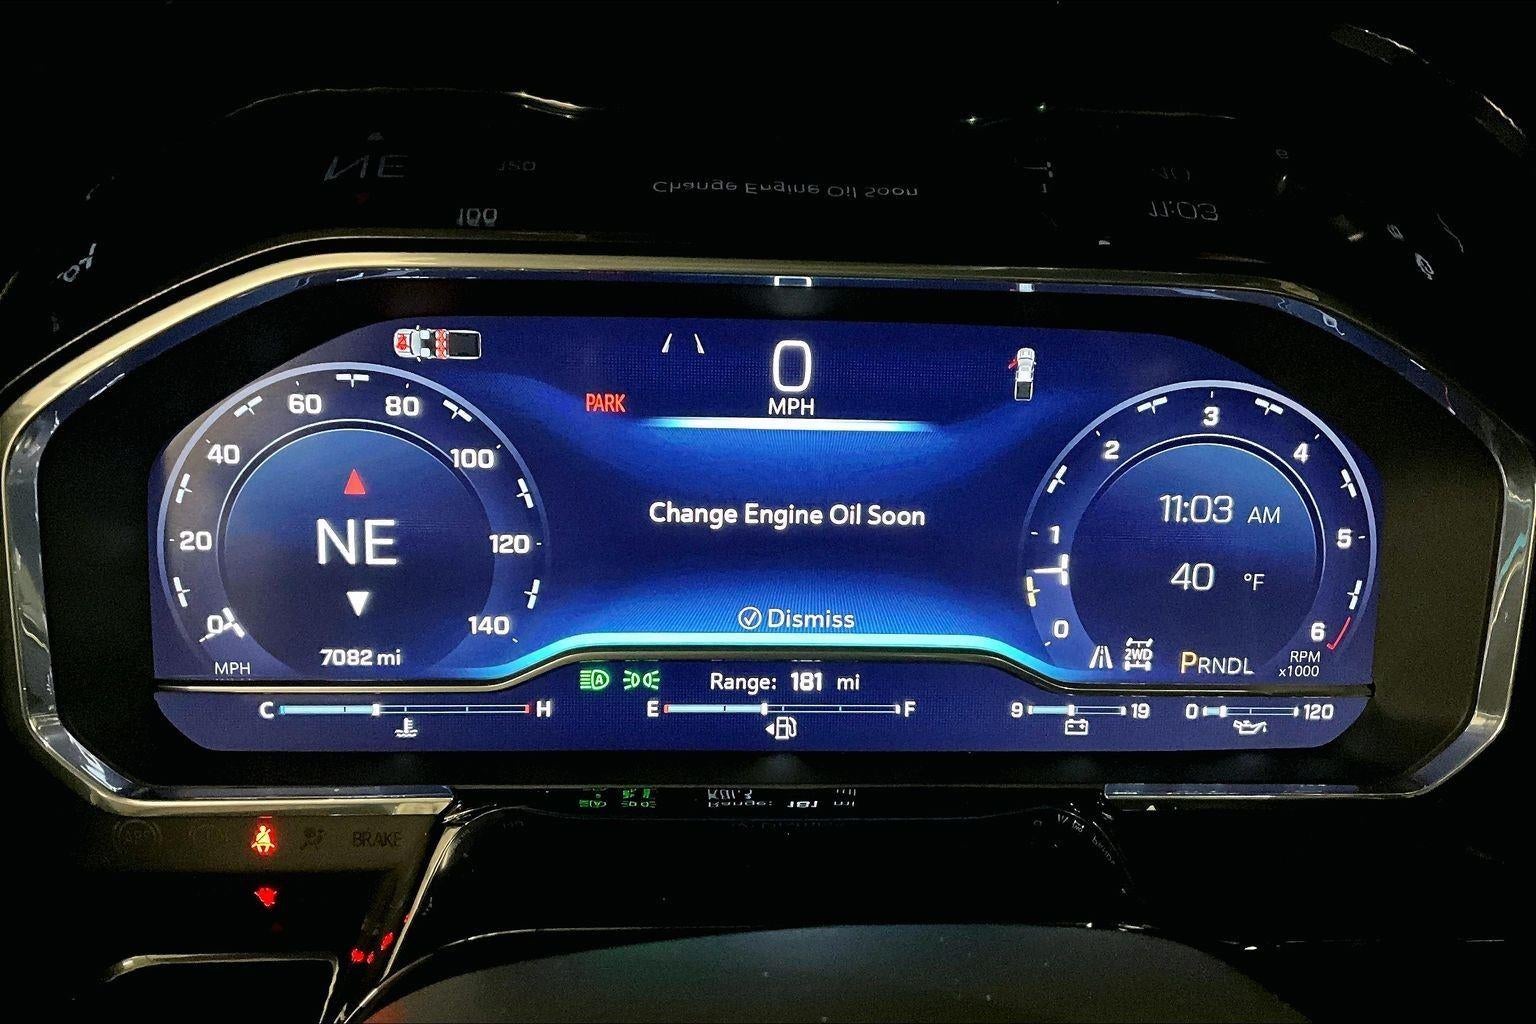 0
MPH
PARK
60
80
40
100
20
120
0
140
NE
7082 mi
MPH
Change Engine Oil Soon
Dismiss
3
2
4
1
5
0
6
11:03 AM
40 °F
2WD
PRNDL
RPM
x1000
A
Range: 181 mi
C
H
E
F
9
19
0
120
BRAKE